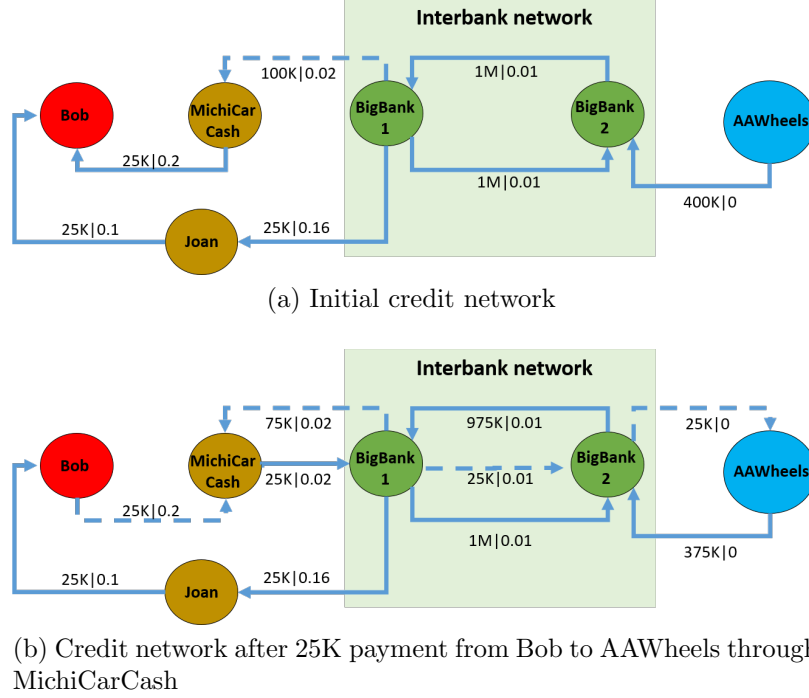 Interbank network
100K|0.02
1M|0.01
Bob
MichiCar
Cash
BigBank
1
BigBank
2
AAWheels
25K|0.2
1M|0.01
400K|0
25K|0.1
Joan
25K|0.16
(a) Initial credit network
Interbank network
75K|0.02
975K|0.01
25K|0
Bob
MichiCar
Cash
25K|0.02
BigBank
1
25K|0.01
BigBank
2
AAWheels
25K|0.2
1M|0.01
375K|0
25K|0.1
Joan
25K|0.16
(b) Credit network after 25K payment from Bob to AAWheels through
MichiCarCash